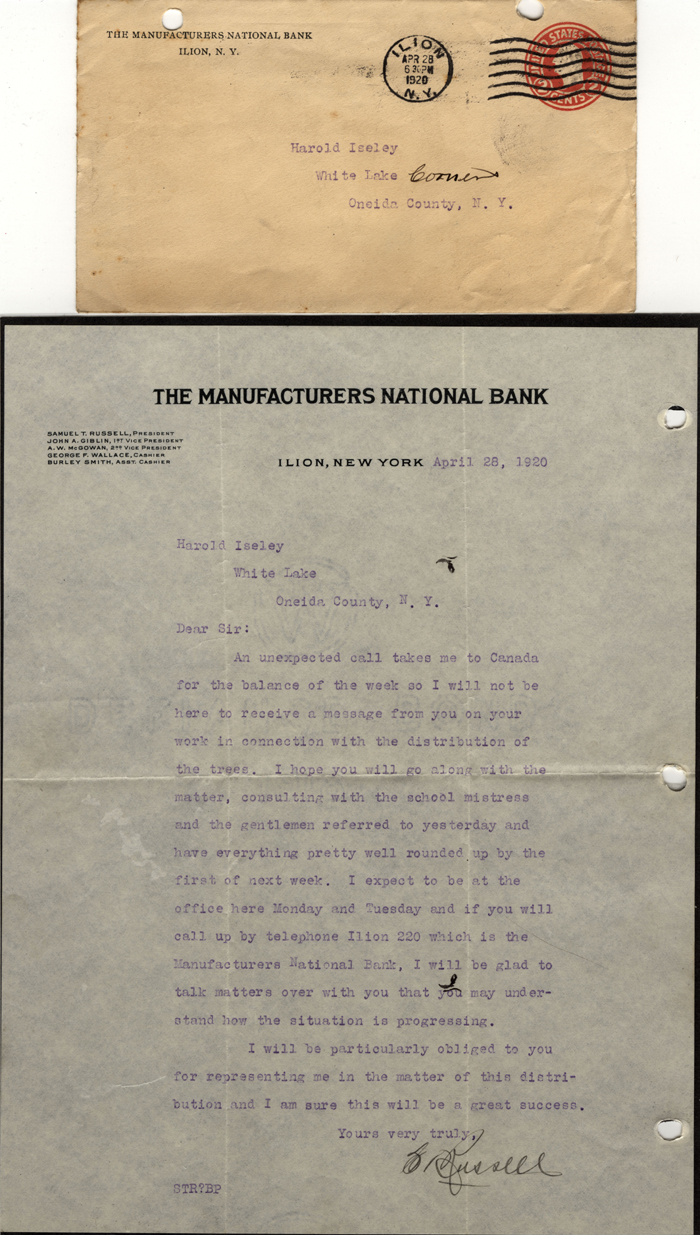 THE MANUFACTURERS NATIONAL BANK
ILION, N. Y.
ILION
APR 28
6 30 PM
1920
N.Y.
UNITED STATES
2 CENTS 2
Harold Iseley
White Lake Corners
Oneida County, N. Y.
THE MANUFACTURERS NATIONAL BANK
SAMUEL T. RUSSELL, PRESIDENT
JOHN A. GIBLIN, 1ST VICE PRESIDENT
A. W. McGOWAN, 2ND VICE PRESIDENT
GEORGE F. WALLACE, CASHIER
BURLEY SMITH, ASST. CASHIER
ILION, NEW YORK April 28, 1920
Harold Iseley
White Lake
Oneida County, N. Y.
Dear Sir:
An unexpected call takes me to Canada
for the balance of the week so I will not be
here to receive a message from you on your
work in connection with the distribution of
the trees. I hope you will go along with the
matter, consulting with the school mistress
and the gentlemen referred to yesterday and
have everything pretty well rounded up by the
first of next week. I expect to be at the
office here Monday and Tuesday and if you will
call up by telephone Ilion 220 which is the
Manufacturers National Bank, I will be glad to
talk matters over with you that you may under-
stand how the situation is progressing.
I will be particularly obliged to you
for representing me in the matter of this distri-
bution and I am sure this will be a great success.
Yours very truly,
Russell
STR?BP